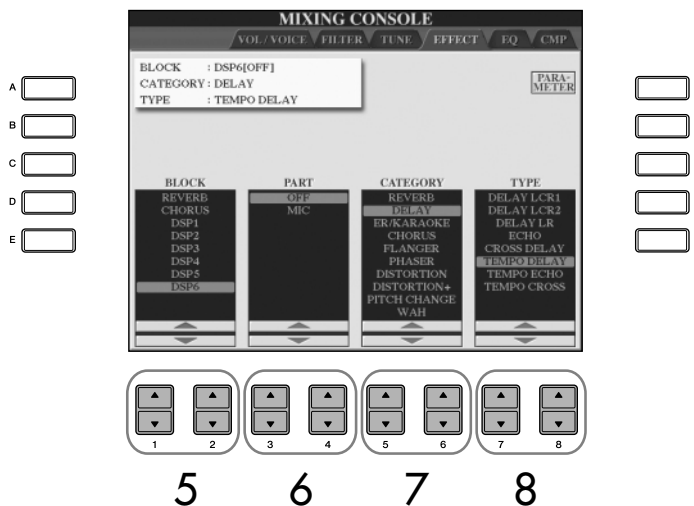 MIXING CONSOLE
VOL/VOICE FILTER TUNE EFFECT EQ CMP
BLOCK : DSP6[OFF]
CATEGORY : DELAY
TYPE : TEMPO DELAY
PARA-
METER
A
B
C
D
E
BLOCK
REVERB
CHORUS
DSP1
DSP2
DSP3
DSP4
DSP5
DSP6
PART
OFF
MIC
CATEGORY
REVERB
DELAY
ER/KARAOKE
CHORUS
FLANGER
PHASER
DISTORTION
DISTORTION+
PITCH CHANGE
WAH
TYPE
DELAY LCR1
DELAY LCR2
DELAY LR
ECHO
CROSS DELAY
TEMPO DELAY
TEMPO ECHO
TEMPO CROSS
1 2 3 4 5 6 7 8
5 6 7 8